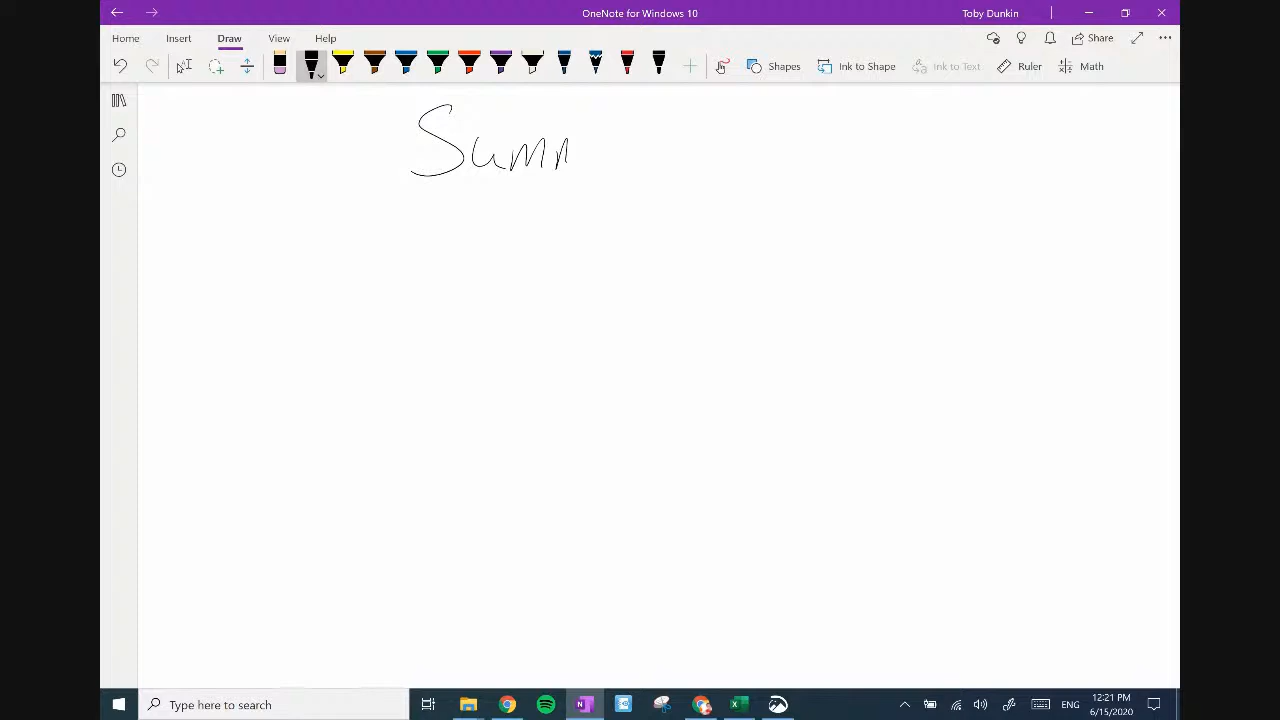 OneNote for Windows 10
Toby Dunkin
Home Insert Draw View Help
Share
Shapes Ink to Shape Ink to Text Ruler Math
Sumn
Type here to search
ENG
12:21 PM
6/15/2020